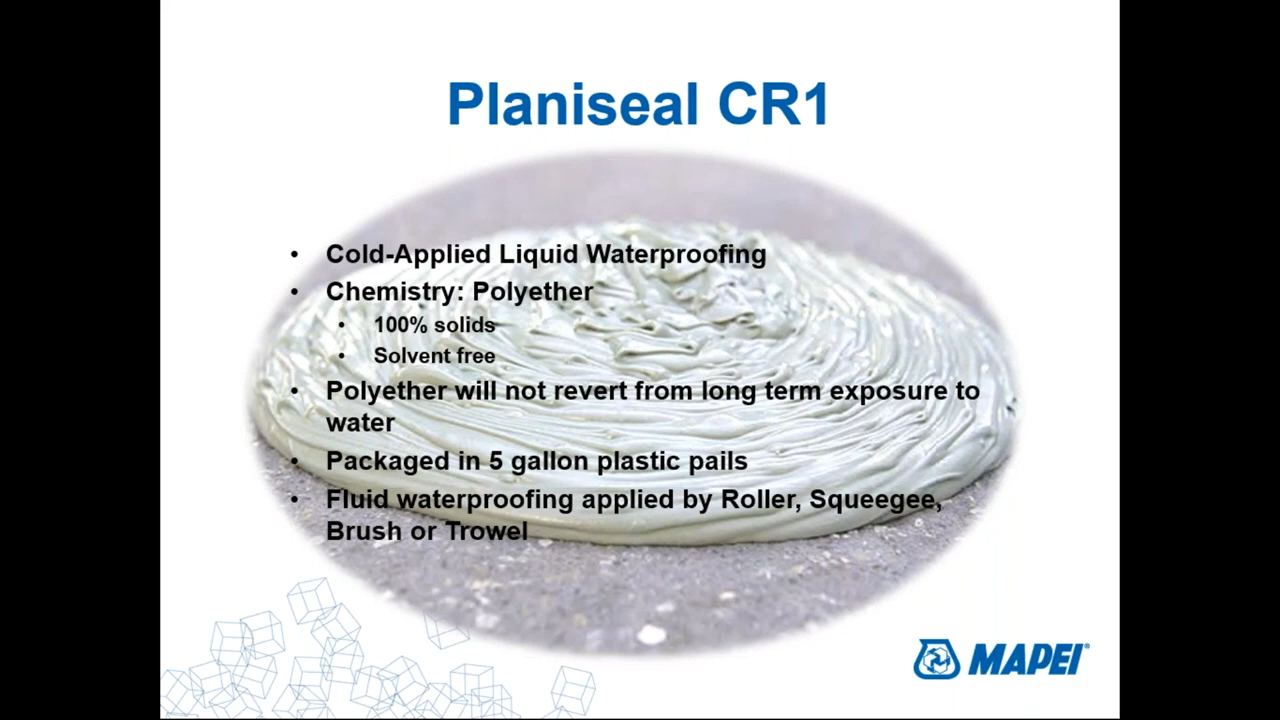 Planiseal CR1
• Cold-Applied Liquid Waterproofing
• Chemistry: Polyether
• 100% solids
• Solvent free
• Polyether will not revert from long term exposure to
water
• Packaged in 5 gallon plastic pails
• Fluid waterproofing applied by Roller, Squeegee,
Brush or Trowel
MAPEI®